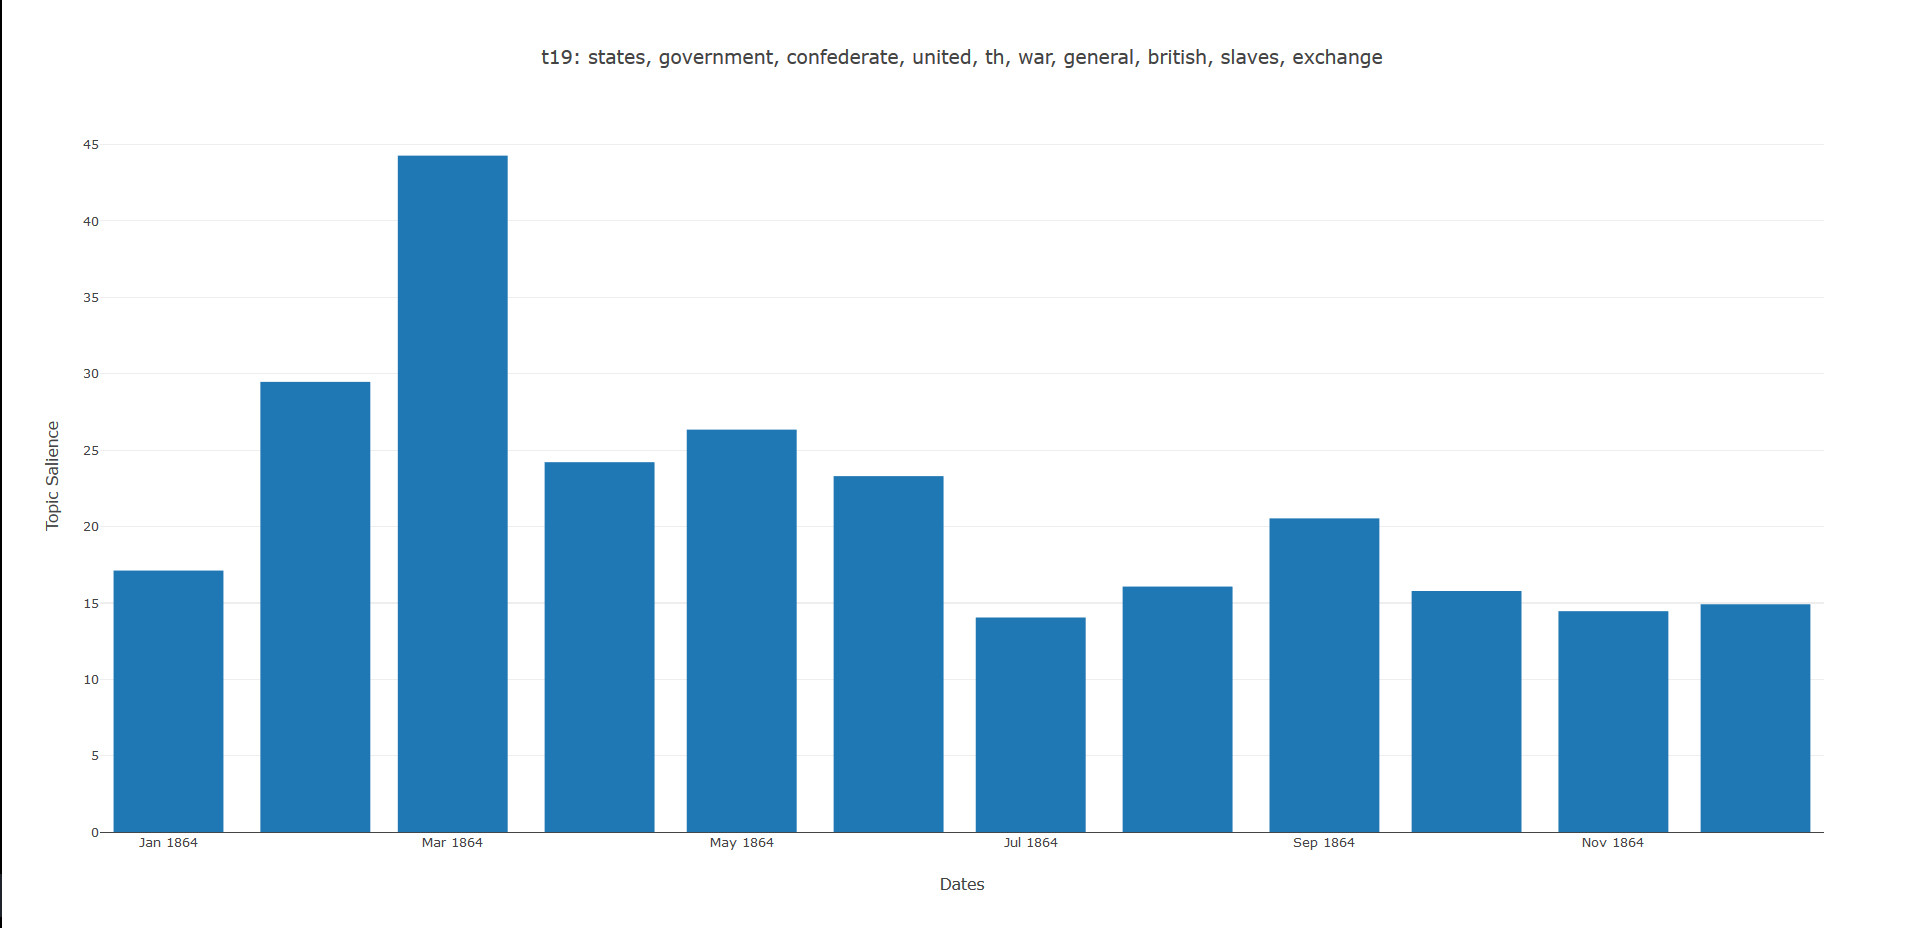 t19: states, government, confederate, united, th, war, general, british, slaves, exchange
45
40
35
30
25
20
15
10
5
0
Topic Salience
Jan 1864
Mar 1864
May 1864
Jul 1864
Sep 1864
Nov 1864
Dates